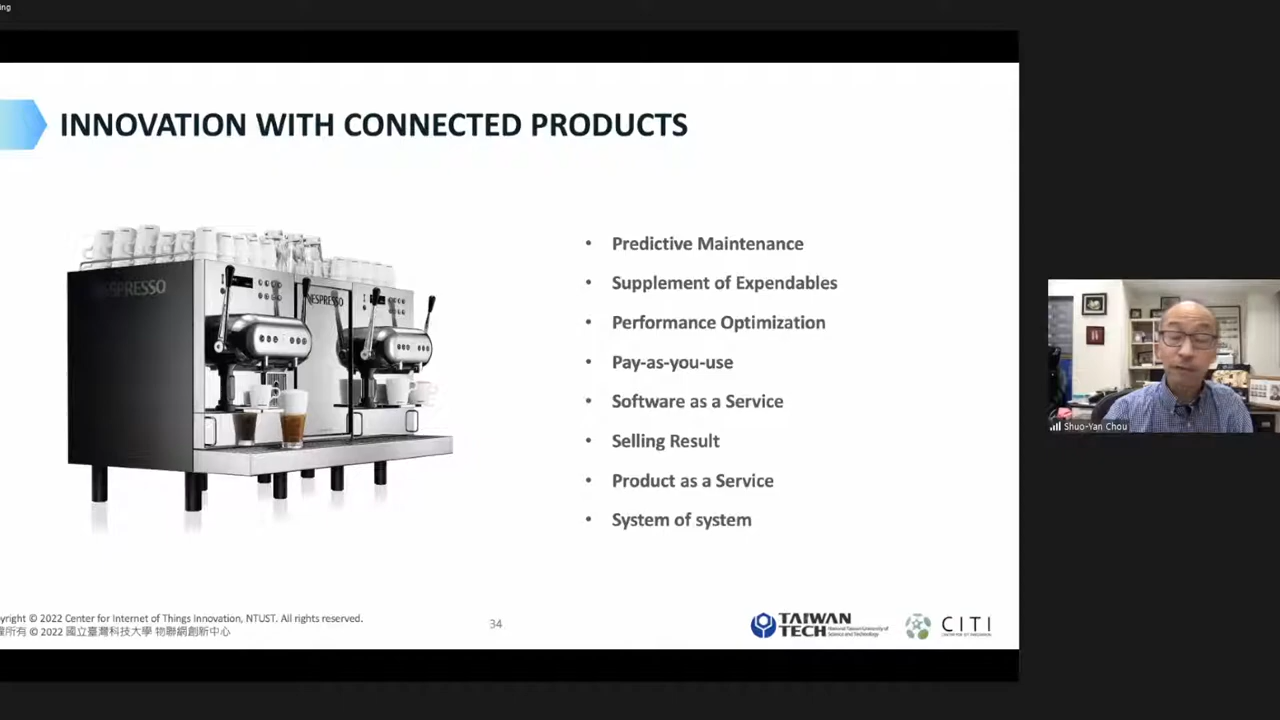 ing
INNOVATION WITH CONNECTED PRODUCTS
NESPRESSO
NESPRESSO
• Predictive Maintenance
• Supplement of Expendables
• Performance Optimization
• Pay-as-you-use
• Software as a Service
• Selling Result
• Product as a Service
• System of system
Shuo-Yan Chou
yright © 2022 Center for Internet of Things Innovation, NTUST. All rights reserved.
權所有 © 2022 國立臺灣科技大學 物聯網創新中心
34
TAIWAN
TECH
National Taiwan University of
Science and Technology
CITI
CENTER FOR IOT INNOVATION